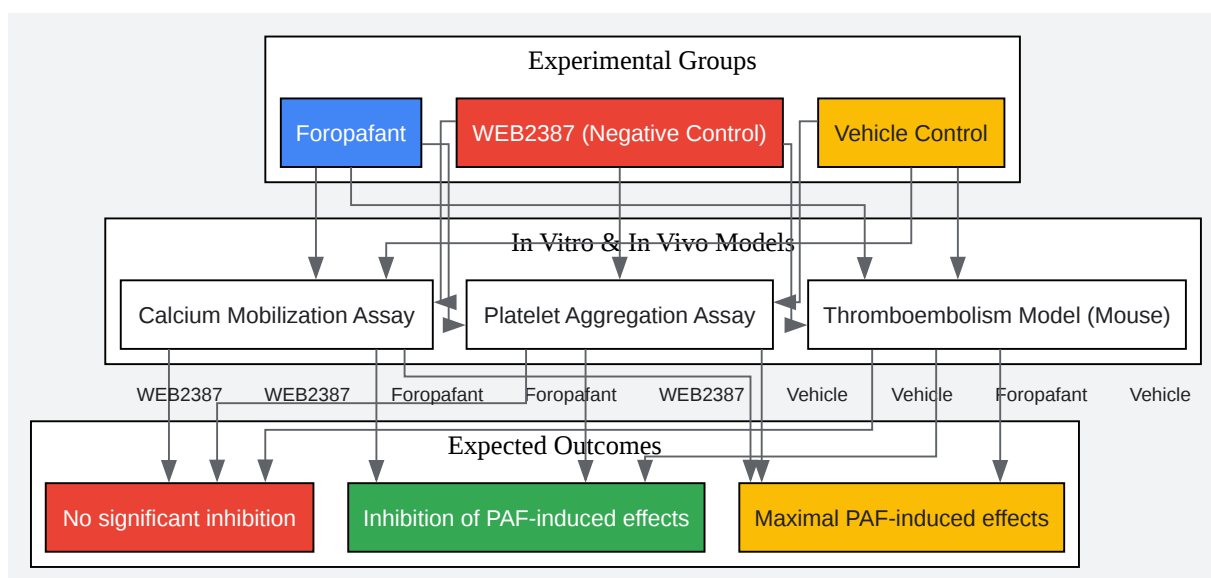 Experimental Groups
Foropafant
WEB2387 (Negative Control)
Vehicle Control
In Vitro & In Vivo Models
Calcium Mobilization Assay
Platelet Aggregation Assay
Thromboembolism Model (Mouse)
WEB2387
WEB2387
Foropafant
Foropafant
WEB2387
Vehicle
Vehicle
Foropafant
Vehicle
Expected Outcomes
No significant inhibition
Inhibition of PAF-induced effects
Maximal PAF-induced effects